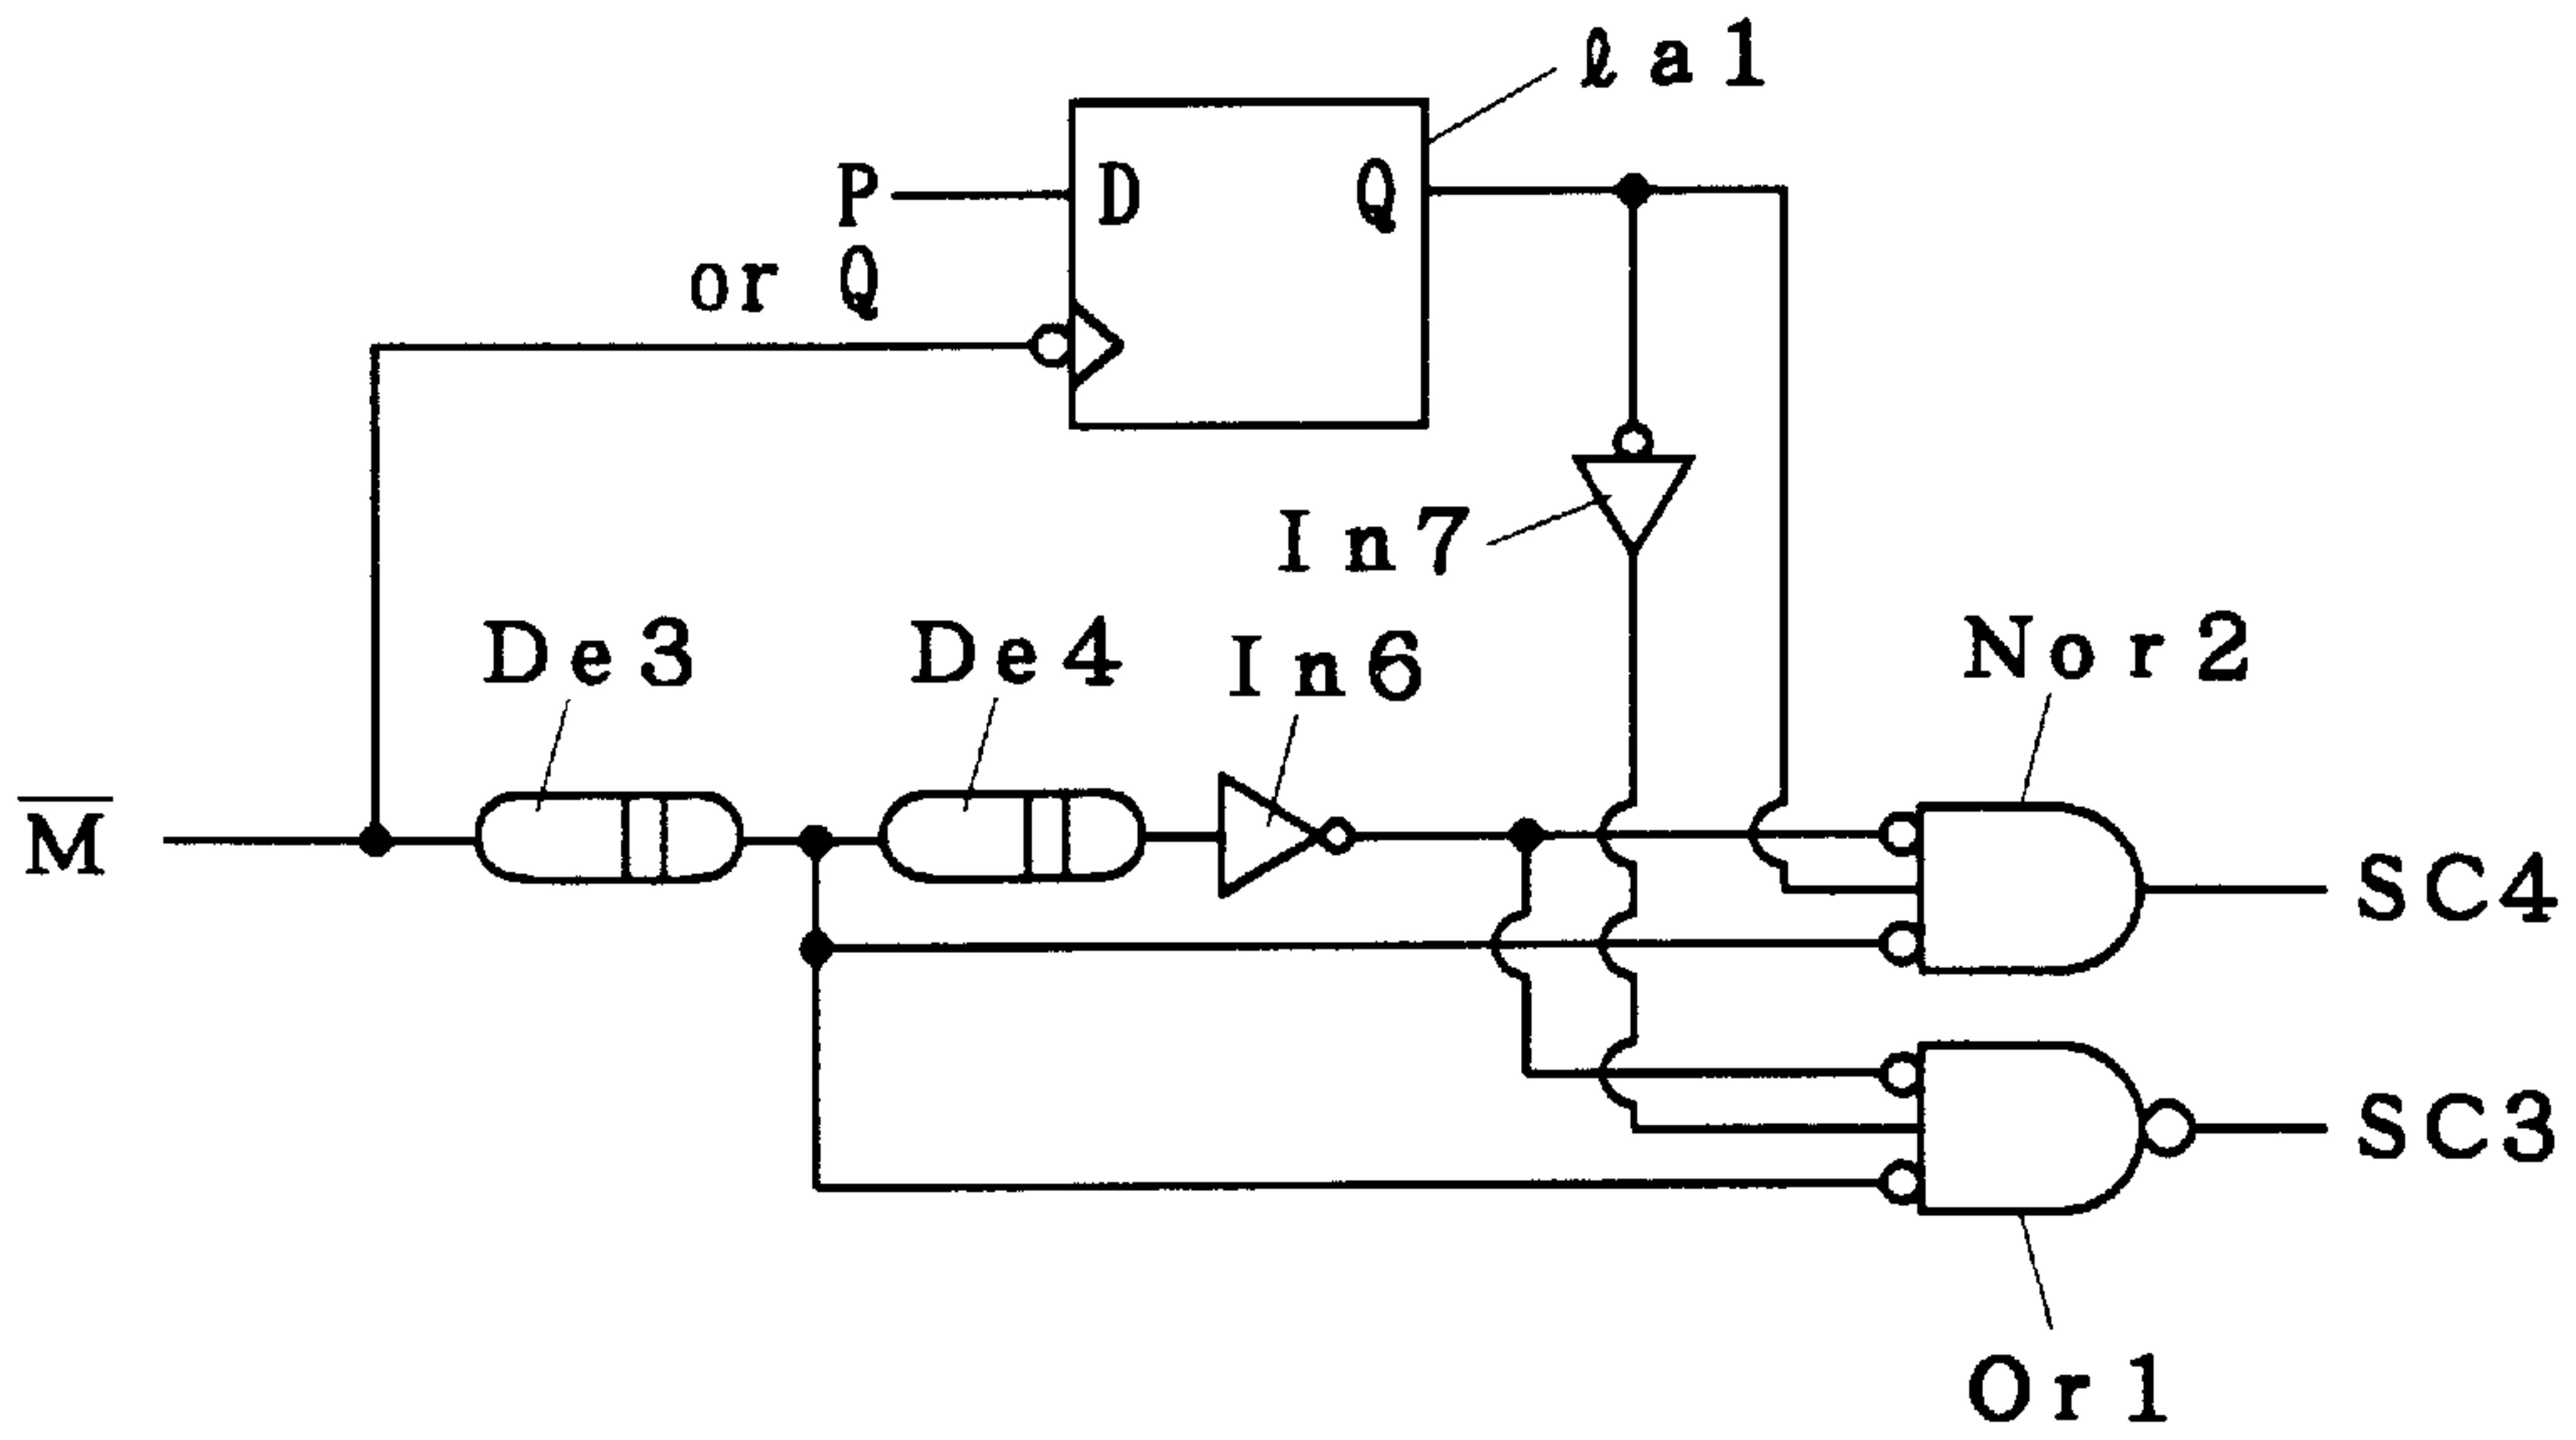 ℓa1
P D Q
or Q
In7
De3 De4 In6 Nor2
M̅
SC4
SC3
Or1